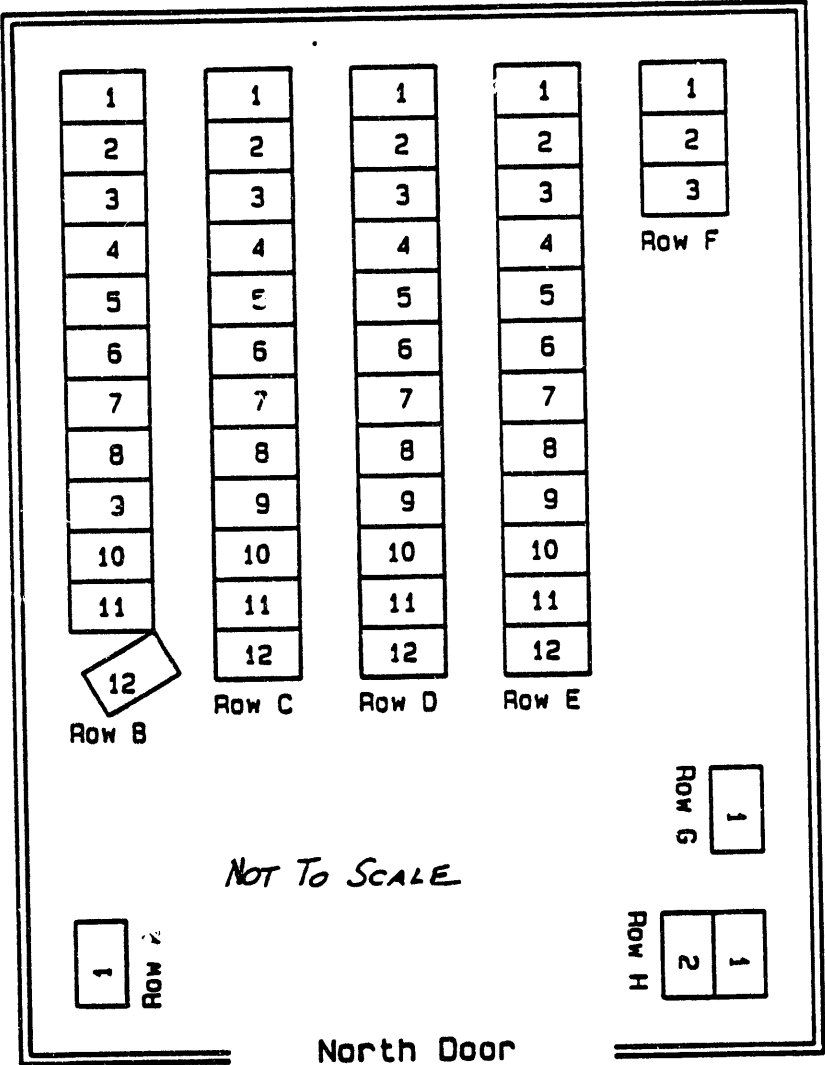 1 1 1 1 1
2 2 2 2 2
3 3 3 3 3
Row F
4 4 4 4
5 5 5 5
6 6 6 6
7 7 7 7
8 8 8 8
3 9 9 9
10 10 10 10
11 11 11 11
12 12 12 12
Row B Row C Row D Row E
Row G
1
NOT TO SCALE
1
Row
Row H
2 1
North Door